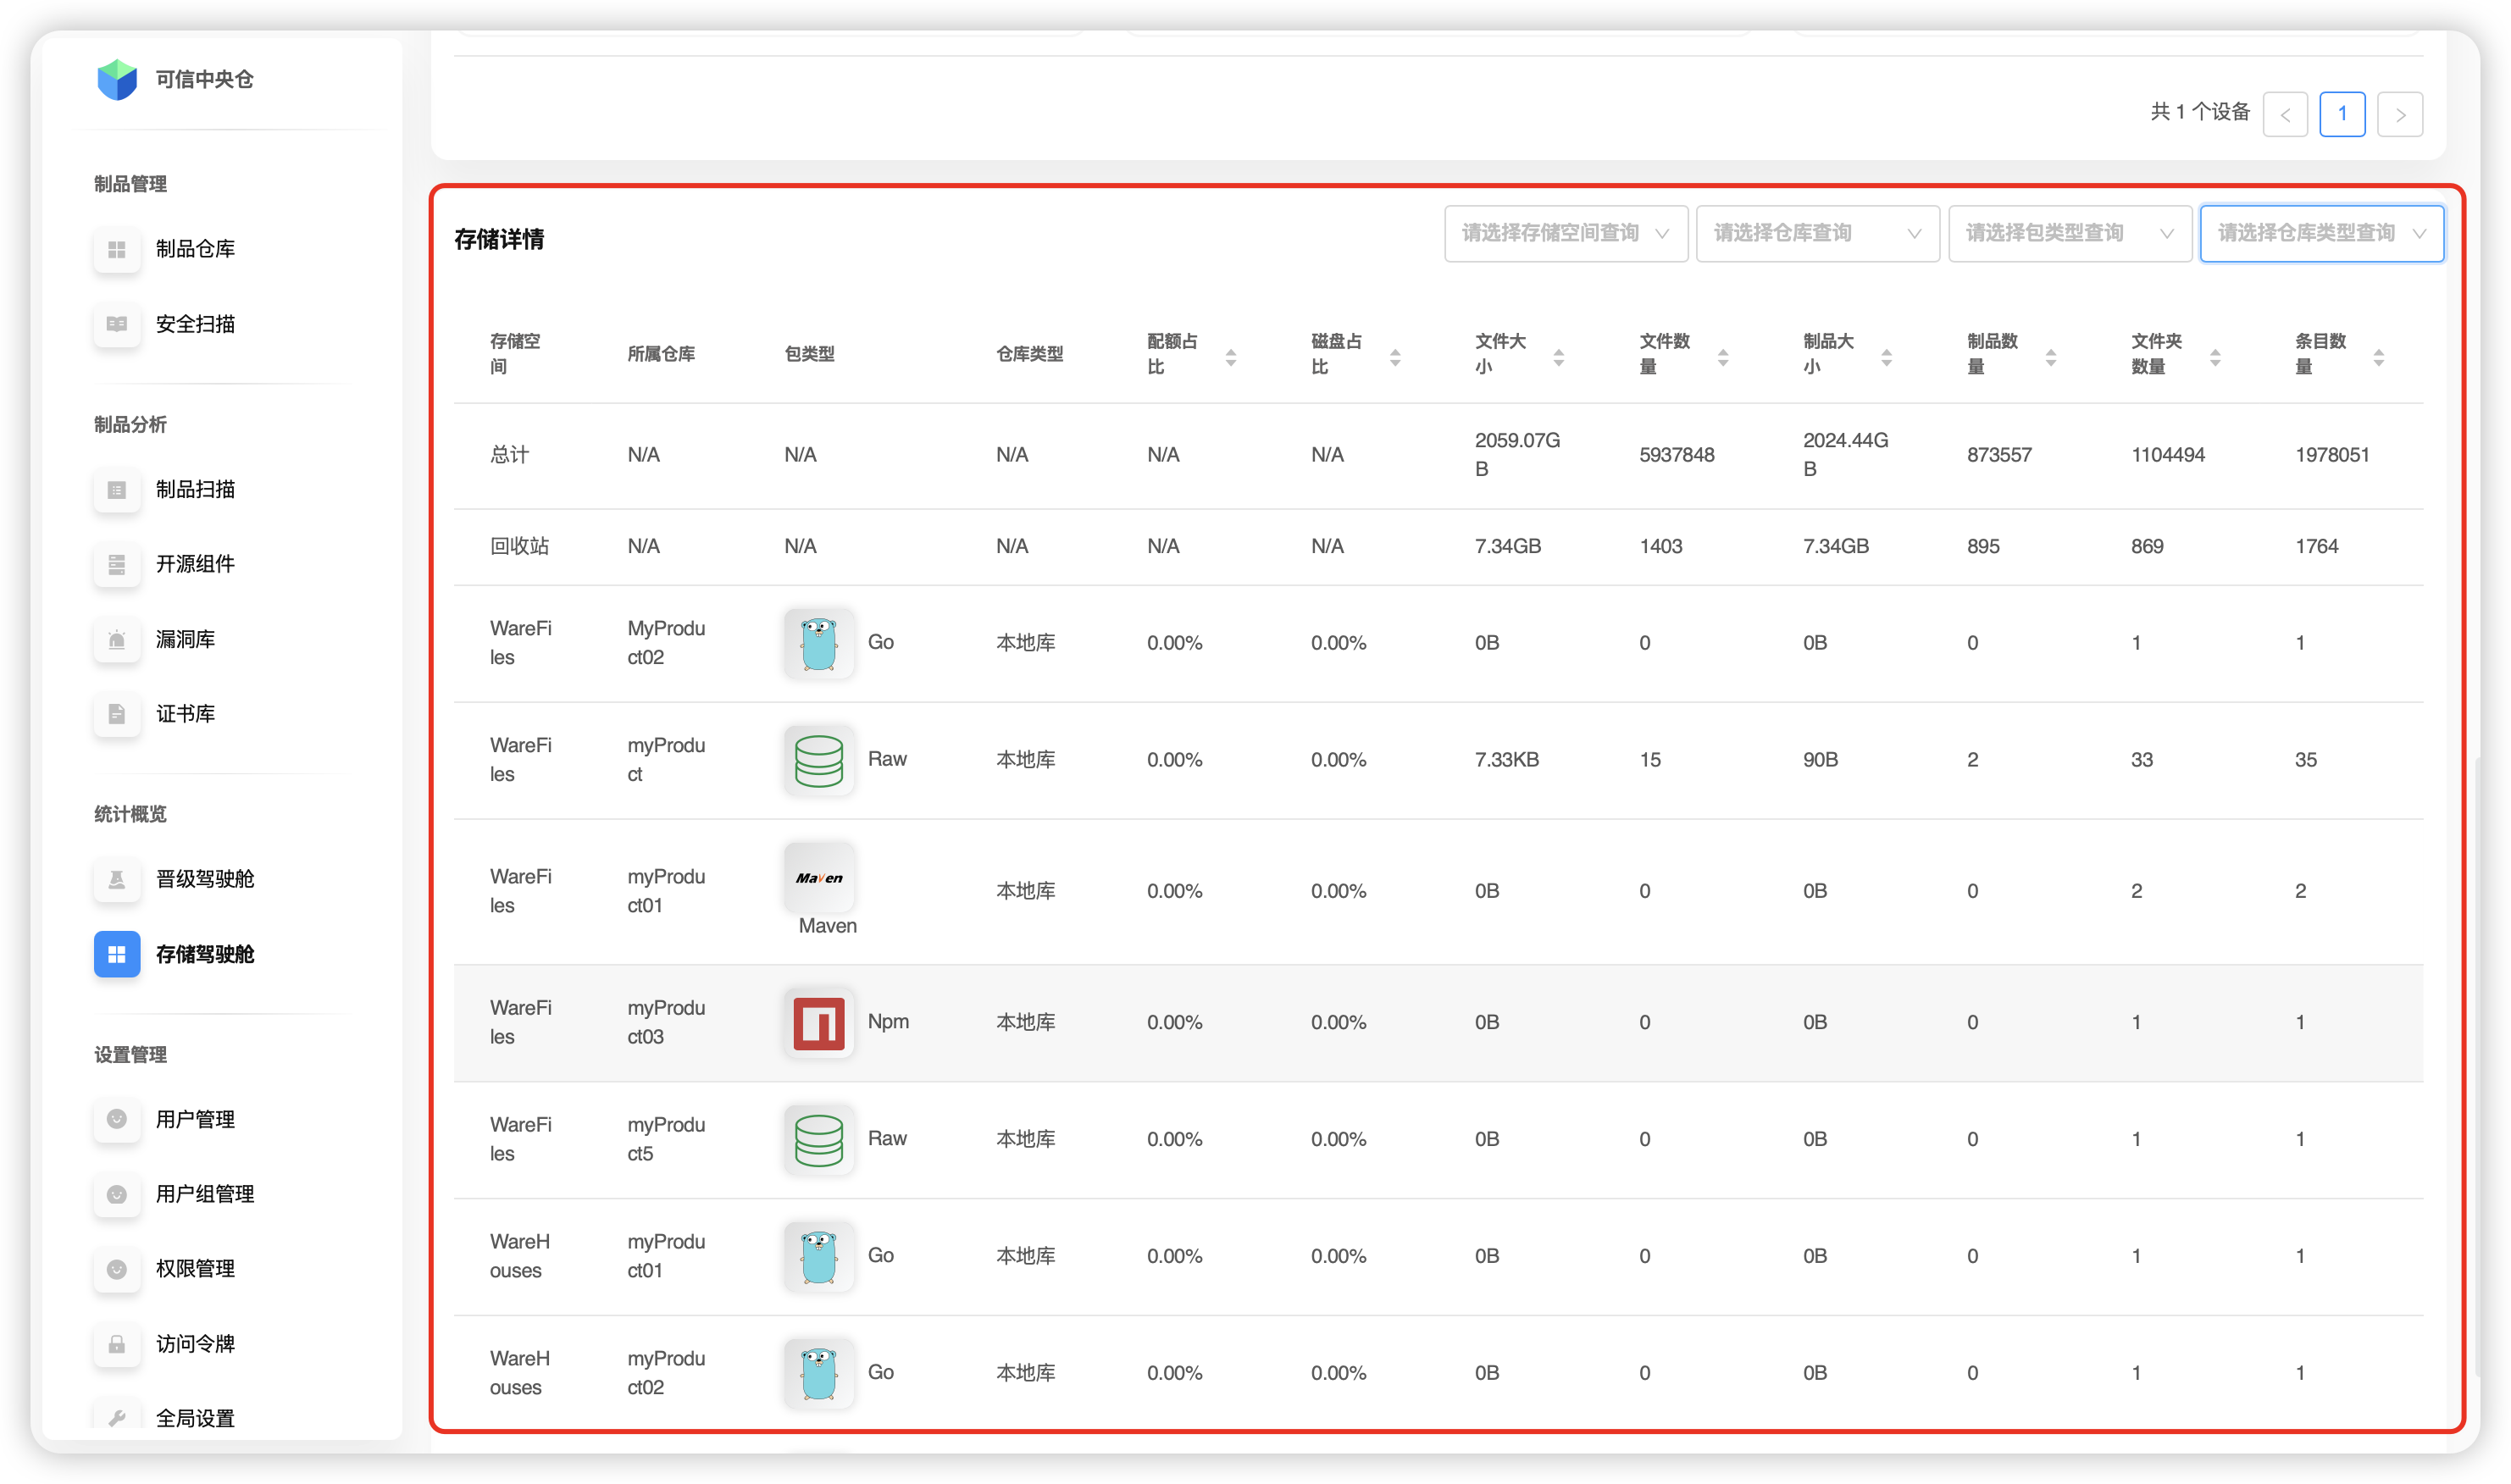 可信中央仓
制品管理
制品仓库
安全扫描
制品分析
制品扫描
开源组件
漏洞库
证书库
统计概览
晋级驾驶舱
存储驾驶舱
设置管理
用户管理
用户组管理
权限管理
访问令牌
全局设置
共 1 个设备 < 1 >
存储详情 请选择存储空间查询 请选择仓库查询 请选择包类型查询 请选择仓库类型查询
存储空间 所属仓库 包类型 仓库类型 配额占比 磁盘占比 文件大小 文件数量 制品大小 制品数量 文件夹数量 条目数量
总计 N/A N/A N/A N/A N/A 2059.07GB 5937848 2024.44GB 873557 1104494 1978051
回收站 N/A N/A N/A N/A N/A 7.34GB 1403 7.34GB 895 869 1764
WareFiles MyProduct02 Go 本地库 0.00% 0.00% 0B 0 0B 0 1 1
WareFiles myProduct Raw 本地库 0.00% 0.00% 7.33KB 15 90B 2 33 35
WareFiles myProduct01 Maven Maven 本地库 0.00% 0.00% 0B 0 0B 0 2 2
WareFiles myProduct03 Npm 本地库 0.00% 0.00% 0B 0 0B 0 1 1
WareFiles myProduct5 Raw 本地库 0.00% 0.00% 0B 0 0B 0 1 1
WareHouses myProduct01 Go 本地库 0.00% 0.00% 0B 0 0B 0 1 1
WareHouses myProduct02 Go 本地库 0.00% 0.00% 0B 0 0B 0 1 1